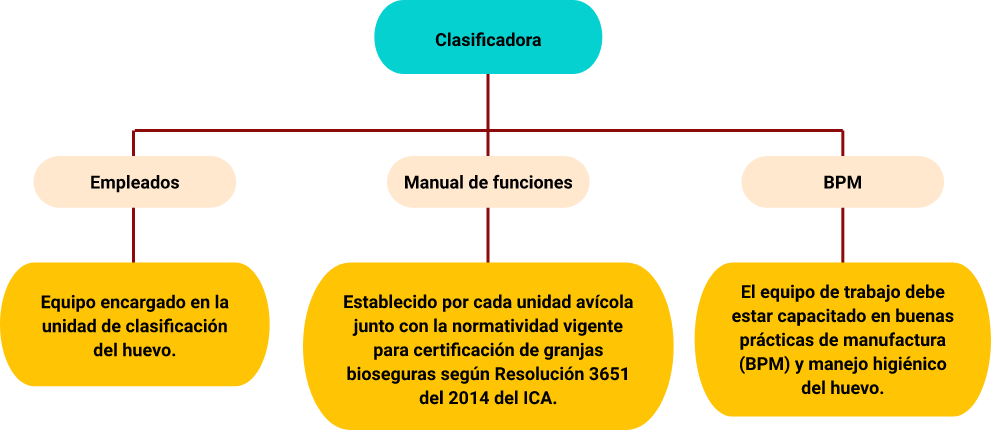 Clasificadora
Empleados
Manual de funciones
BPM
Equipo encargado en la
unidad de clasificación
del huevo.
Establecido por cada unidad avícola
junto con la normatividad vigente
para certificación de granjas
bioseguras según Resolución 3651
del 2014 del ICA.
El equipo de trabajo debe
estar capacitado en buenas
prácticas de manufactura
(BPM) y manejo higiénico
del huevo.